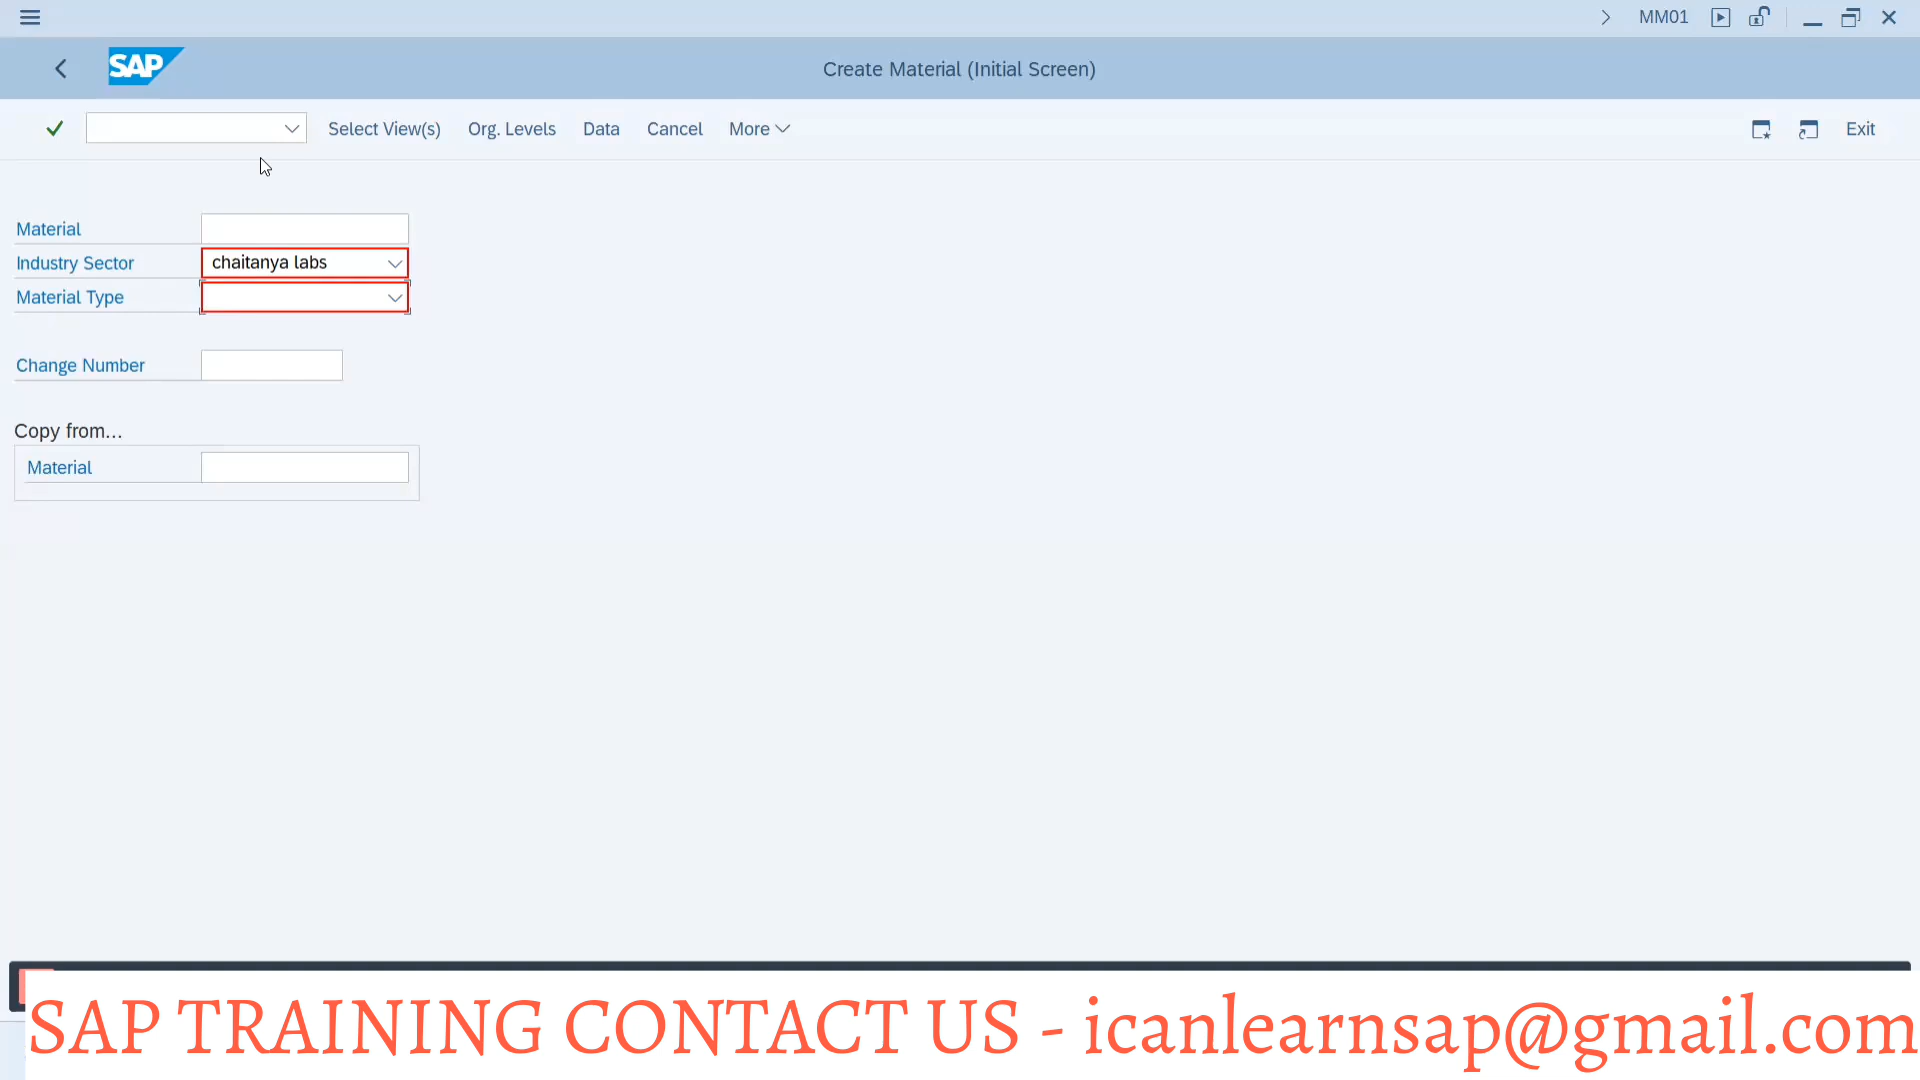 MM01
SAP
Create Material (Initial Screen)
Select View(s) Org. Levels Data Cancel More Exit
Material
Industry Sector chaitanya labs
Material Type
Change Number
Copy from...
Material
SAP TRAINING CONTACT US - icanlearnsap@gmail.com